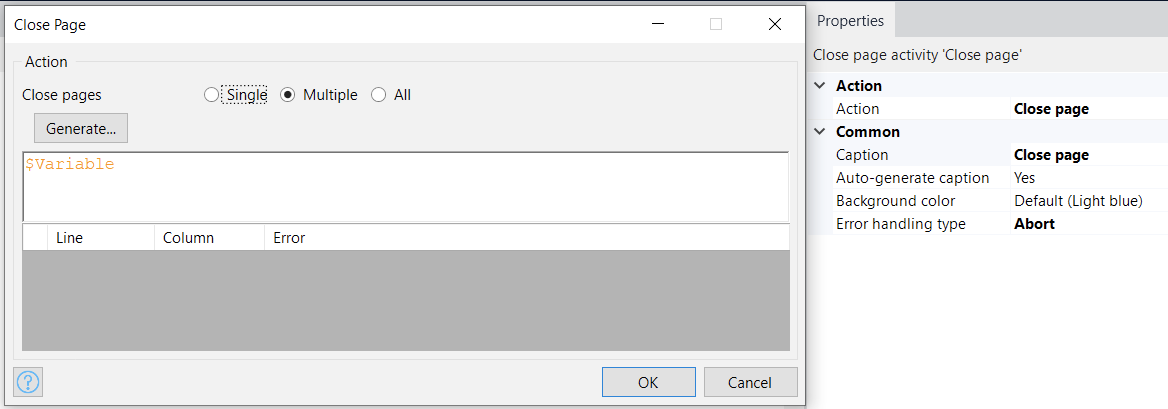 Close Page
Action
Close pages
Single
Multiple
All
Generate...
$Variable
Line Column Error
?
OK
Cancel
Properties
Close page activity 'Close page'
Action
Action Close page
Common
Caption Close page
Auto-generate caption Yes
Background color Default (Light blue)
Error handling type Abort